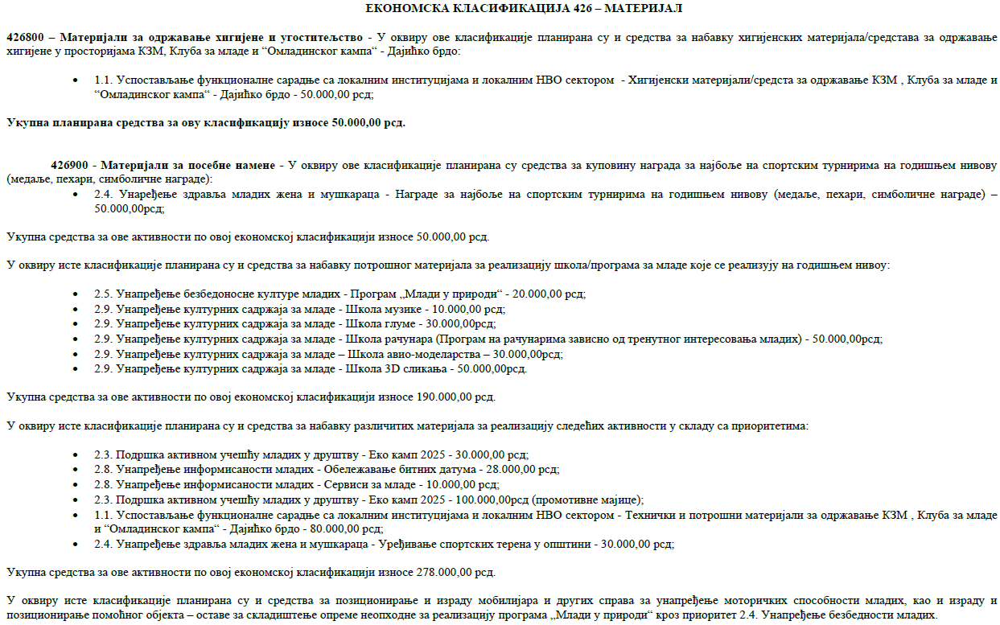 ЕКОНОМСКА КЛАСИФИКАЦИЈА 426 – МАТЕРИЈАЛ
426800 – Материјали за одржавање хигијене и угоститељство - У оквиру ове класификације планирана су и средства за набавку хигијенских материјала/средстава за одржавање
хигијене у просторијама КЗМ, Клуба за младе и “Омладинског кампа“ - Дајићко брдо:
• 1.1. Успостављање функционалне сарадње са локалним институцијама и локалним НВО сектором - Хигијенски материјали/средста за одржавање КЗМ , Клуба за младе и
“Омладинског кампа“ - Дајићко брдо - 50.000,00 рсд;
Укупна планирана средства за ову класификацију износе 50.000,00 рсд.
426900 - Материјали за посебне намене - У оквиру ове класификације планирана су средства за куповину награда за најбоље на спортским турнирима на годишњем нивову
(медаље, пехари, симболичне награде):
• 2.4. Унаређење здравља младих жена и мушкараца - Награде за најбоље на спортским турнирима на годишњем нивову (медаље, пехари, симболичне награде) –
50.000,00рсд;
Укупна средства за ове активности по овој економској класификацији износе 50.000,00 рсд.
У оквиру исте класификације планирана су и средства за набавку потрошног материјала за реализацију школа/програма за младе које се реализују на годишњем нивоу:
• 2.5. Унапређење безбедоносне културе младих - Програм „Млади у природи“ - 20.000,00 рсд;
• 2.9. Унапређење културних садржаја за младе - Школа музике - 10.000,00 рсд;
• 2.9. Унапређење културних садржаја за младе - Школа глуме - 30.000,00рсд;
• 2.9. Унапређење културних садржаја за младе - Школа рачунара (Програм на рачунарима зависно од тренутног интересовања младих) - 50.000,00рсд;
• 2.9. Унапређење културних садржаја за младе – Школа авио-моделарства – 30.000,00рсд;
• 2.9. Унапређење културних садржаја за младе - Школа 3D сликања - 50.000,00рсд.
Укупна средства за ове активности по овој економској класификацији износе 190.000,00 рсд.
У оквиру исте класификације планирана су и средства за набавку различитих материјала за реализацију следећих активности у складу са приоритетима:
• 2.3. Подршка активном учешћу младих у друштву - Еко камп 2025 - 30.000,00 рсд;
• 2.8. Унапређење информисаности младих - Обележавање битних датума - 28.000,00 рсд;
• 2.8. Унапређење информисаности младих - Сервиси за младе - 10.000,00 рсд;
• 2.3. Подршка активном учешћу младих у друштву - Еко камп 2025 - 100.000,00рсд (промотивне мајице);
• 1.1. Успостављање функционалне сарадње са локалним институцијама и локалним НВО сектором - Технички и потрошни материјали за одржавање КЗМ , Клуба за младе
и “Омладинског кампа“ - Дајићко брдо - 80.000,00 рсд;
• 2.4. Унапређење здравља младих жена и мушкараца - Уређивање спортских терена у општини - 30.000,00 рсд;
Укупна средства за ове активности по овој економској класификацији износе 278.000,00 рсд.
У оквиру исте класификације планирана су и средства за позиционирање и израду мобилијара и других справа за унапређење моторичких способности младих, као и израду и
позиционирање помоћног објекта – оставе за складиштење опреме неопходне за реализацију програма „Млади у природи“ кроз приоритет 2.4. Унапређење безбедности младих.